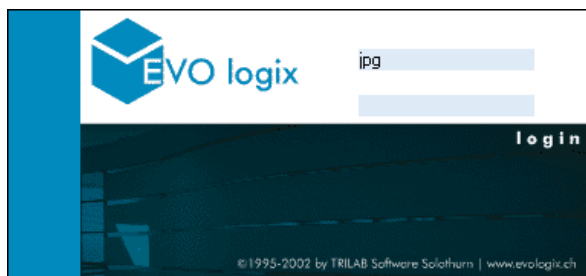 EVO logix
jpg
login
©1995-2002 by TRILAB Software Solothurn | www.evologix.ch